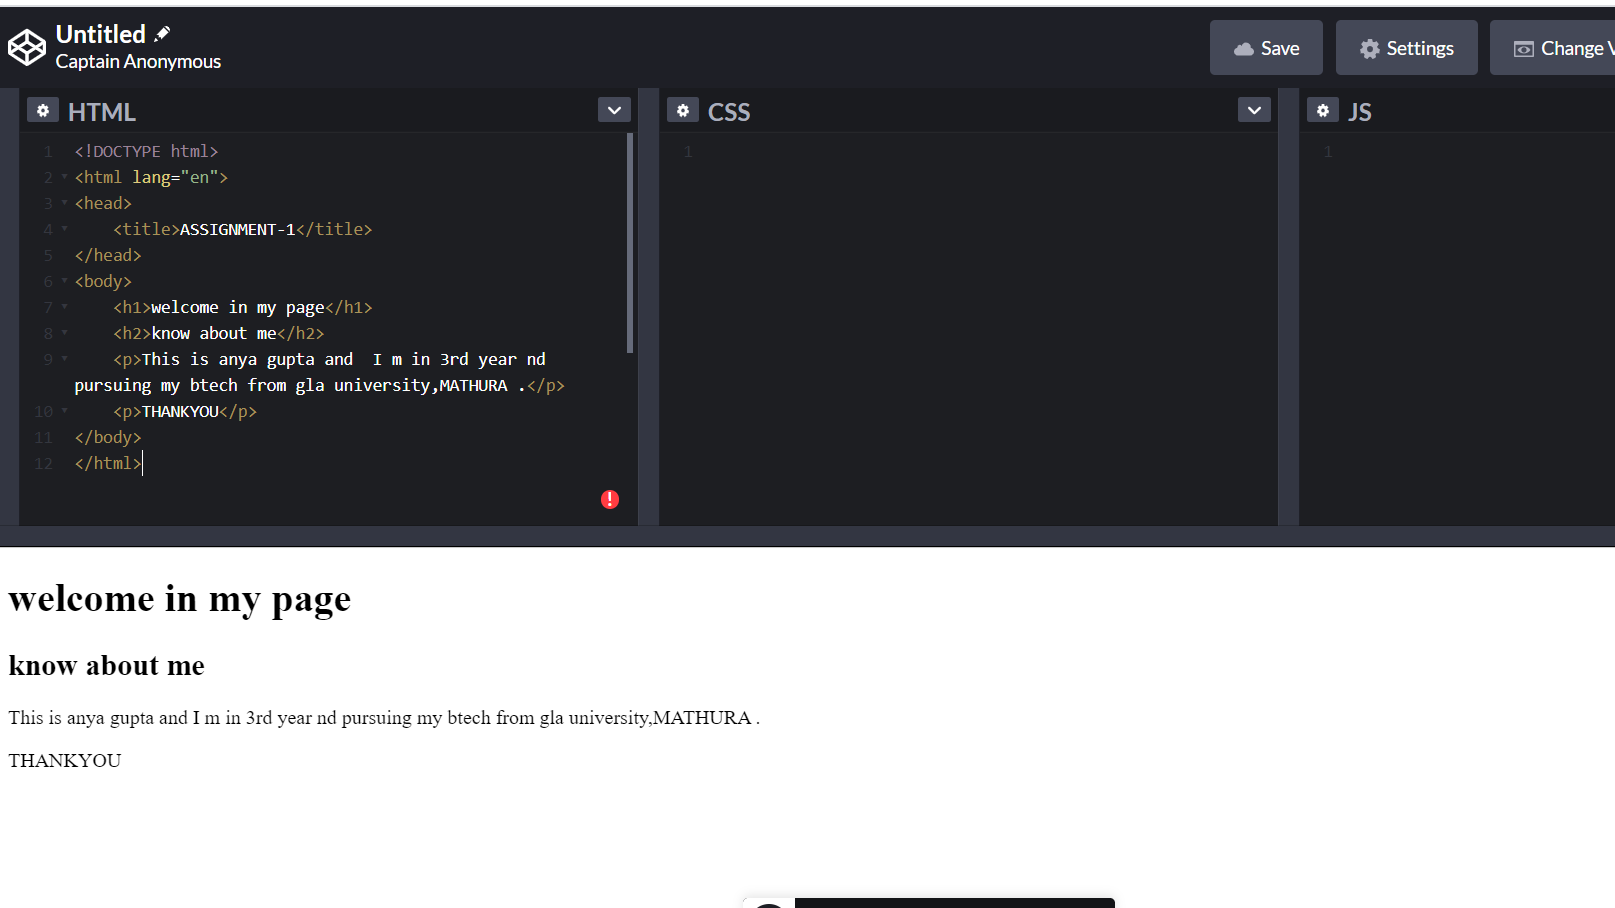 Untitled
Captain Anonymous
Save
Settings
Change V
HTML
CSS
JS
1 <!DOCTYPE html>
2 <html lang="en">
3 <head>
4     <title>ASSIGNMENT-1</title>
5 </head>
6 <body>
7     <h1>welcome in my page</h1>
8     <h2>know about me</h2>
9     <p>This is anya gupta and  I m in 3rd year nd
pursuing my btech from gla university,MATHURA .</p>
10     <p>THANKYOU</p>
11 </body>
12 </html>
1
1
welcome in my page
know about me
This is anya gupta and I m in 3rd year nd pursuing my btech from gla university,MATHURA .
THANKYOU